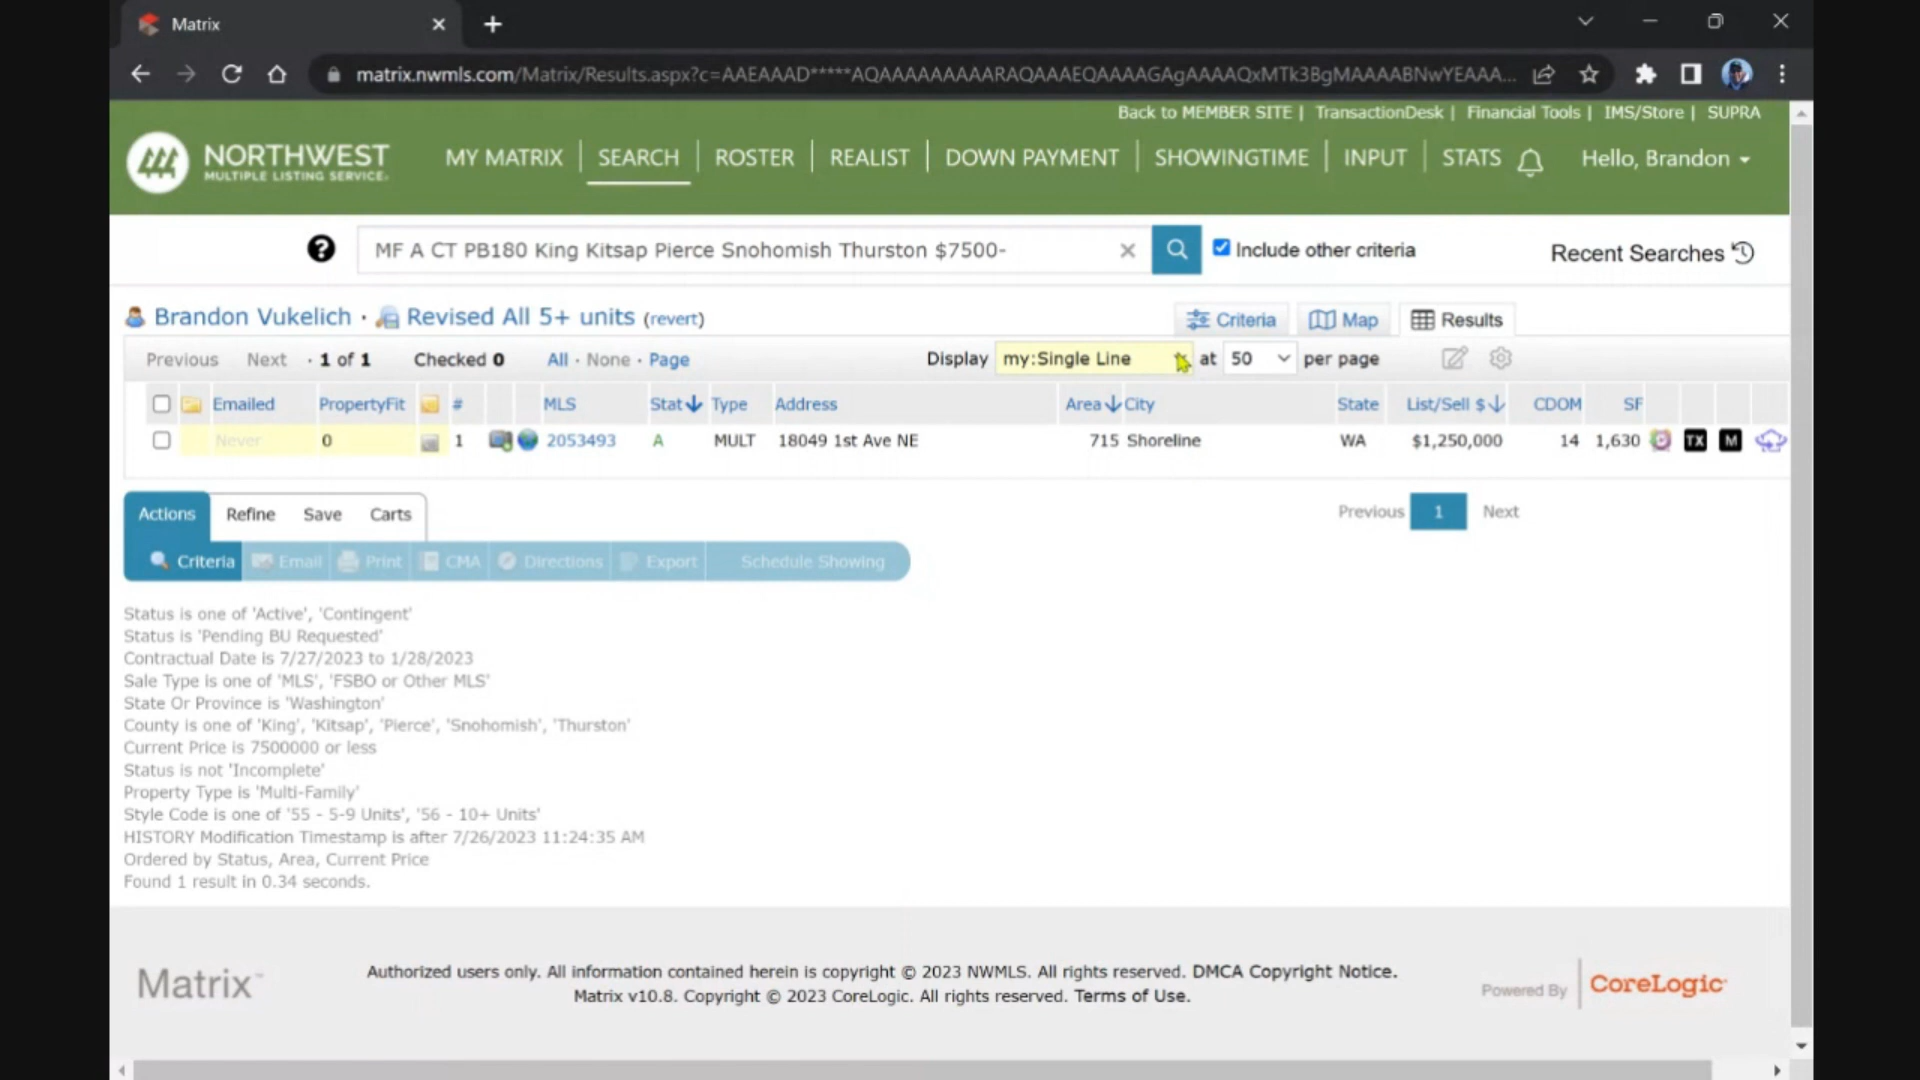 Matrix
matrix.nwmls.com/Matrix/Results.aspx?c=AAEAAAD*****AQAAAAAAAAARAQAAAEQAAAAGAgAAAAQxMTk3BgMAAAABNwYEAAA...
Back to MEMBER SITE | TransactionDesk | Financial Tools | IMS/Store | SUPRA
NORTHWEST
MULTIPLE LISTING SERVICE
MY MATRIX SEARCH ROSTER REALIST DOWN PAYMENT SHOWINGTIME INPUT STATS Hello, Brandon
? MF A CT PB180 King Kitsap Pierce Snohomish Thurston $7500- Include other criteria Recent Searches
Brandon Vukelich · Revised All 5+ units (revert) Criteria Map Results
Previous Next · 1 of 1 Checked 0 All · None · Page Display my:Single Line at 50 per page
Emailed PropertyFit # MLS Stat Type Address Area City State List/Sell $ CDOM SF
Never 0 1 2053493 A MULT 18049 1st Ave NE 715 Shoreline WA $1,250,000 14 1,630 TX M
Actions Refine Save Carts Previous 1 Next
Criteria Email Print CMA Directions Export Schedule Showing
Status is one of 'Active', 'Contingent'
Status is 'Pending BU Requested'
Contractual Date is 7/27/2023 to 1/28/2023
Sale Type is one of 'MLS', 'FSBO or Other MLS'
State Or Province is 'Washington'
County is one of 'King', 'Kitsap', 'Pierce', 'Snohomish', 'Thurston'
Current Price is 7500000 or less
Status is not 'Incomplete'
Property Type is 'Multi-Family'
Style Code is one of '55 - 5-9 Units', '56 - 10+ Units'
HISTORY Modification Timestamp is after 7/26/2023 11:24:35 AM
Ordered by Status, Area, Current Price
Found 1 result in 0.34 seconds.
Matrix™
Authorized users only. All information contained herein is copyright © 2023 NWMLS. All rights reserved. DMCA Copyright Notice.
Matrix v10.8. Copyright © 2023 CoreLogic. All rights reserved. Terms of Use.
Powered By CoreLogic